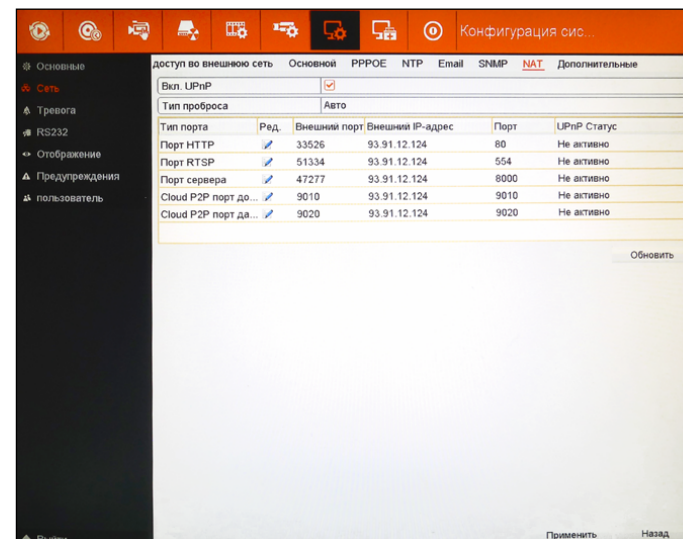 Конфигурация сис...
Основные
Сеть
Тревога
RS232
Отображение
Предупреждения
пользователь
доступ во внешнюю сеть Основной PPPOE NTP Email SNMP NAT Дополнительные
Вкл. UPnP
Тип проброса Авто
Тип порта Ред. Внешний порт Внешний IP-адрес Порт UPnP Статус
Порт HTTP 33526 93.91.12.124 80 Не активно
Порт RTSP 51334 93.91.12.124 554 Не активно
Порт сервера 47277 93.91.12.124 8000 Не активно
Cloud P2P порт до... 9010 93.91.12.124 9010 Не активно
Cloud P2P порт да... 9020 93.91.12.124 9020 Не активно
Обновить
Применить Назад